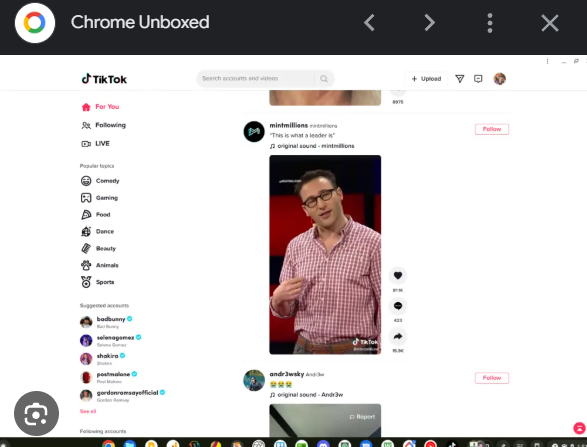 Chrome Unboxed
TikTok
Search accounts and videos
+ Upload
For You
Following
LIVE
Popular topics
Comedy
Gaming
Food
Dance
Beauty
Animals
Sports
Suggested accounts
badbunny
Bad Bunny
selenagomez
Selena Gomez
shakira
Shakira
postmalone
Post Malone
gordonramsayofficial
Gordon Ramsay
See all
Following accounts
8975
mintmillions mintmillions
"This is what a leader is"
original sound - mintmillions
Follow
TikTok
423
15.3K
andr3wsky Andr3w
original sound - Andr3w
Follow
Report